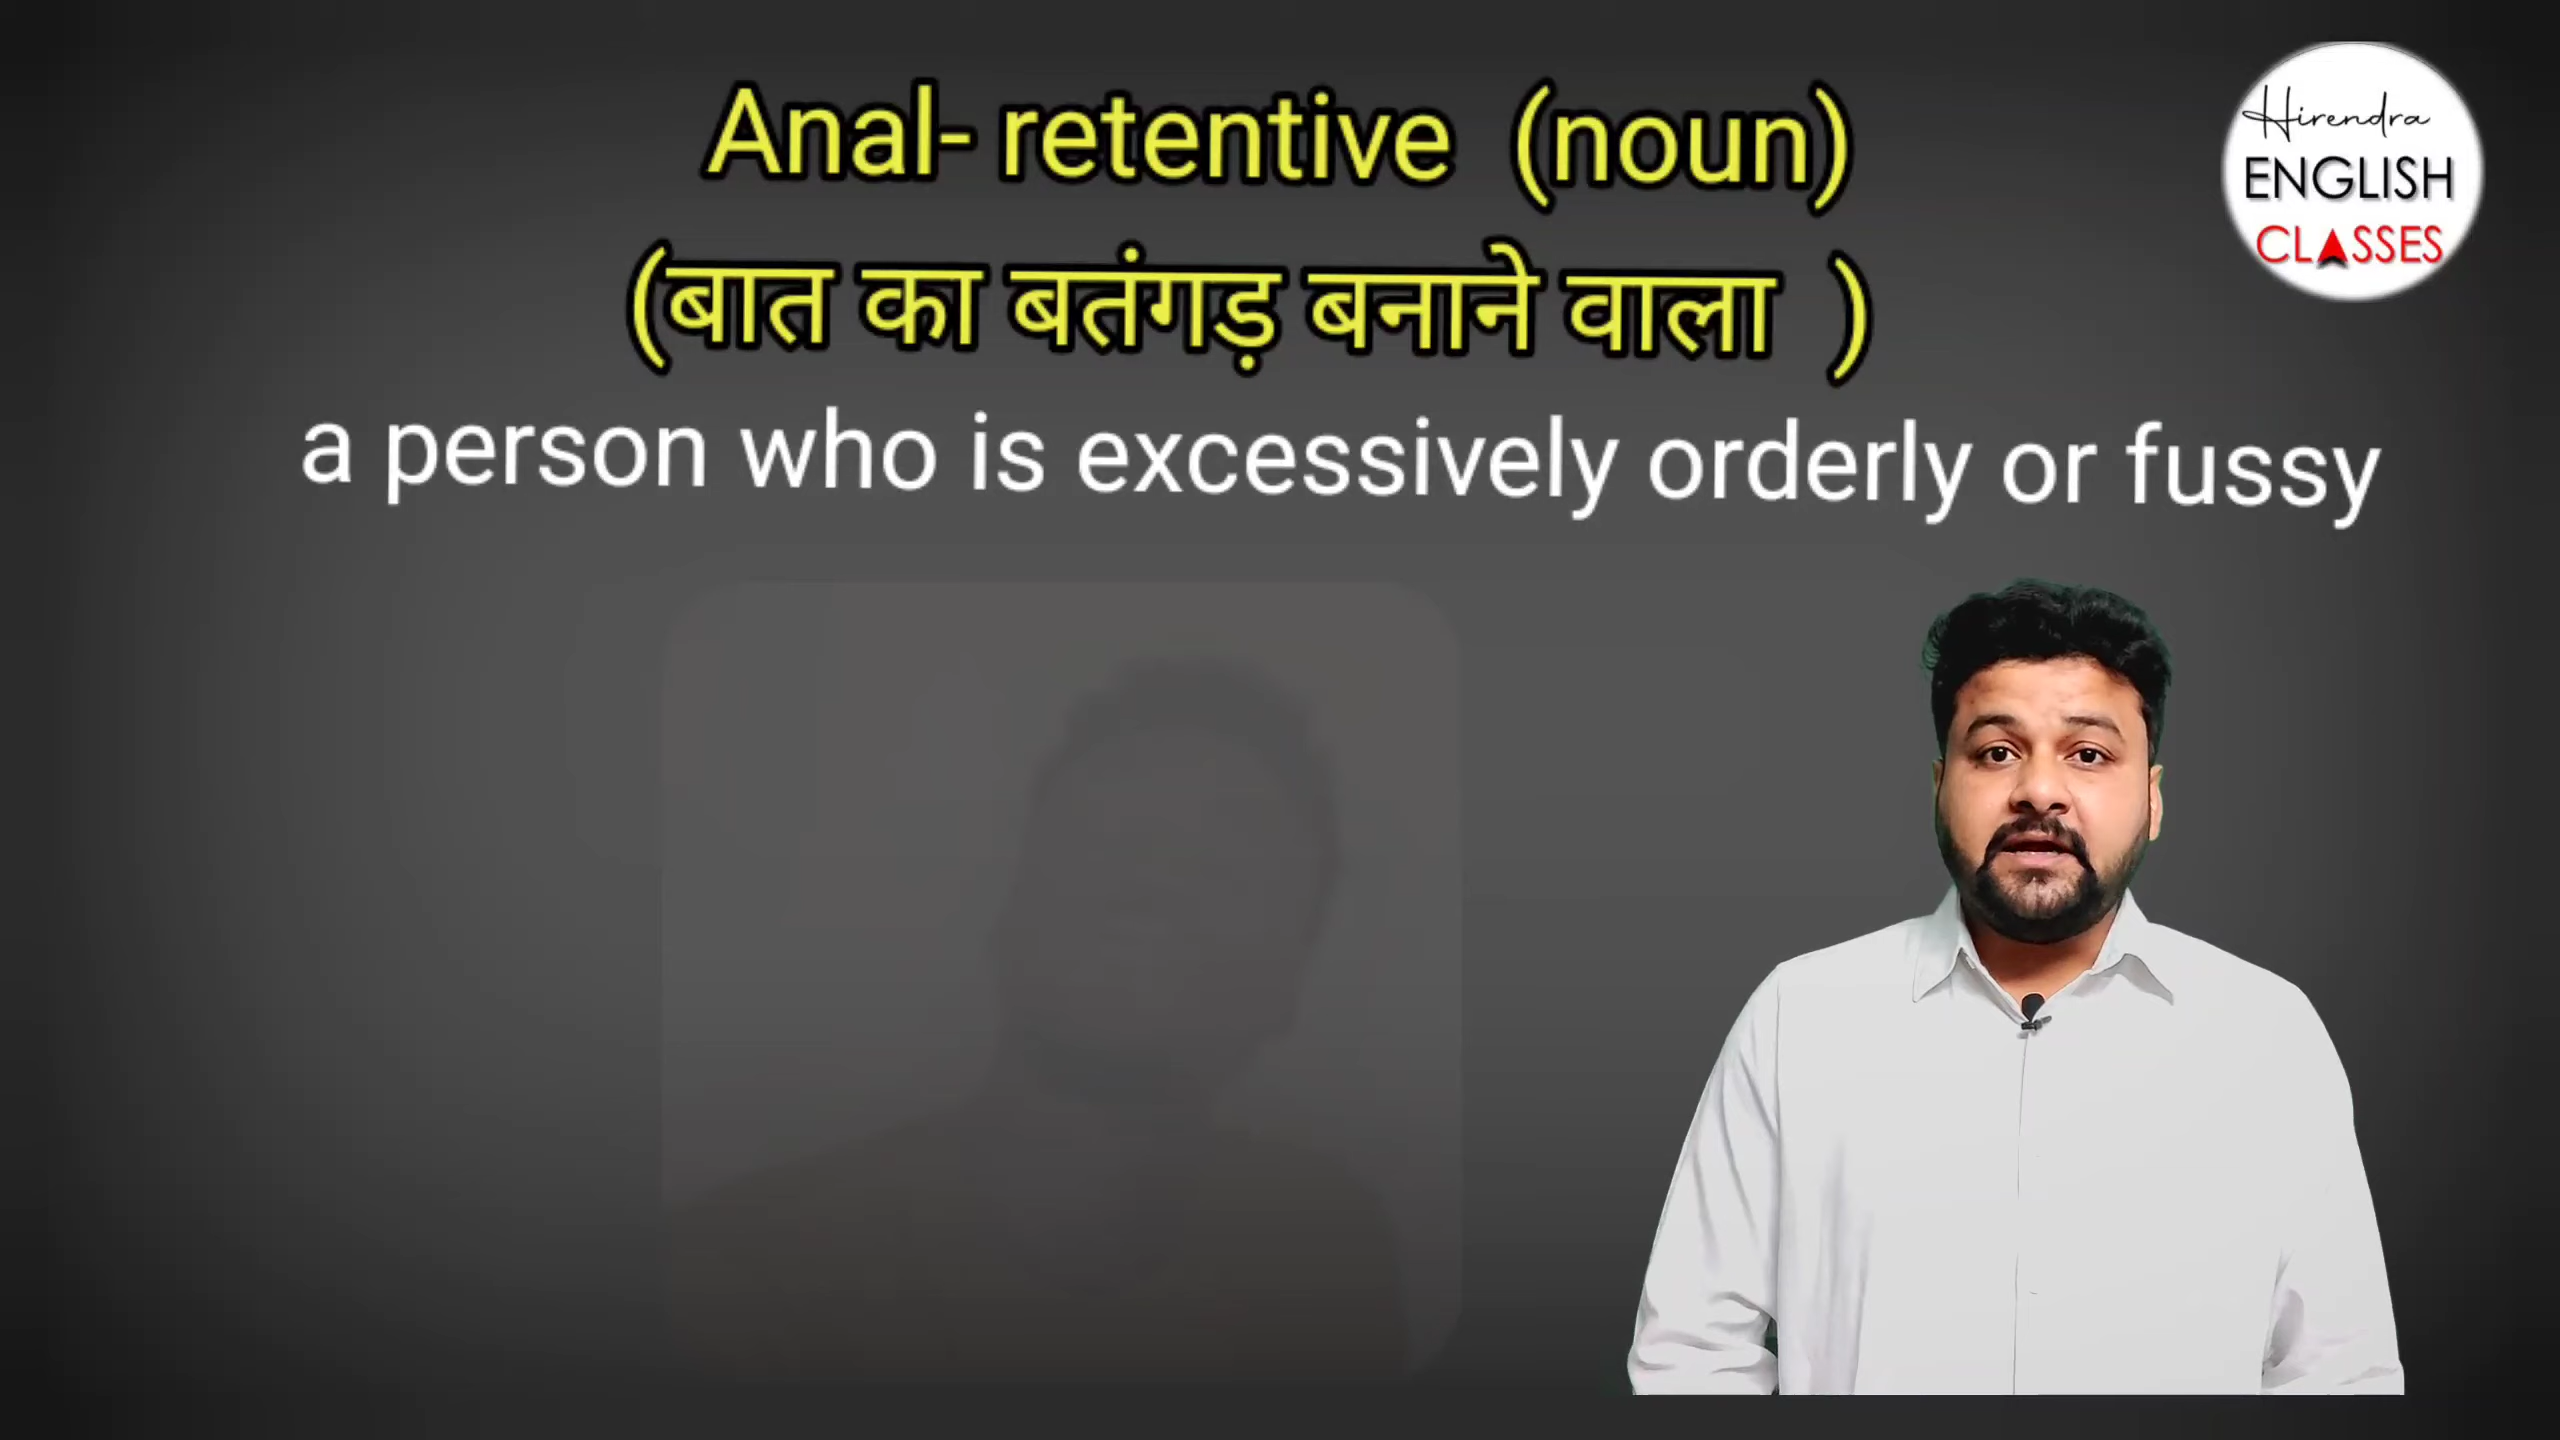 Anal- retentive (noun)
(बात का बतंगड़ बनाने वाला )
a person who is excessively orderly or fussy
Hirendra
ENGLISH
CLASSES